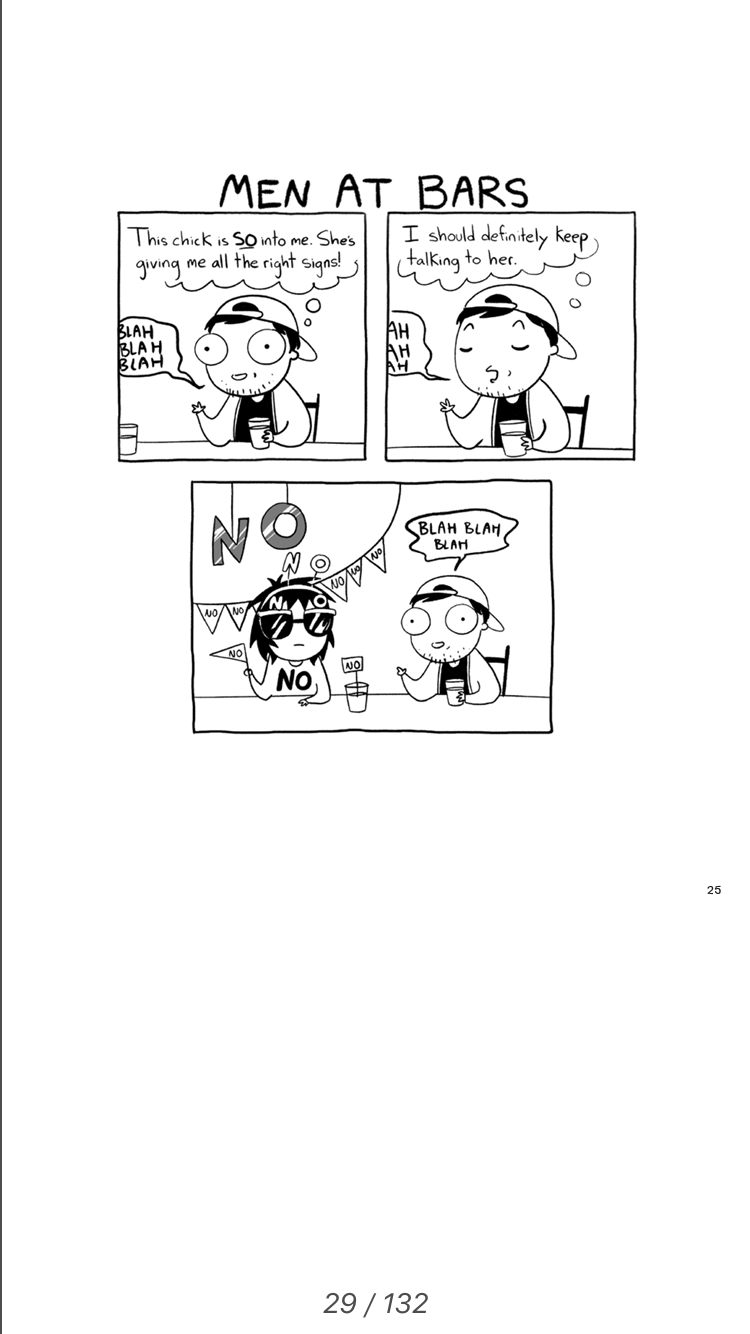 MEN AT BARS
This chick is SO into me. She's
giving me all the right signs!
BLAH
BLAH
BLAH
I should definitely keep
talking to her.
AH
AH
AH
NO
NO
NO
NO
NO
NO
NO
NO
NO
NO
NO
NO
BLAH BLAH
BLAH
25
29 / 132